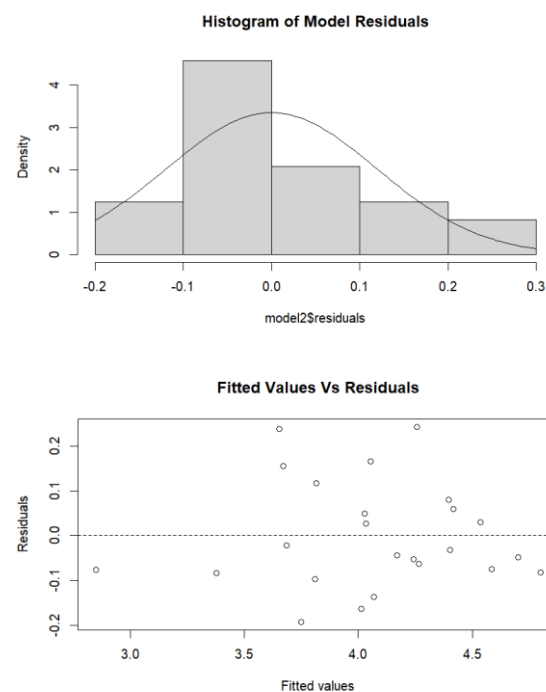 Histogram of Model Residuals
Density
4
3
2
1
0
-0.2 -0.1 0.0 0.1 0.2 0.3
model2$residuals
Fitted Values Vs Residuals
Residuals
0.2
0.1
0.0
-0.1
-0.2
3.0 3.5 4.0 4.5
Fitted values